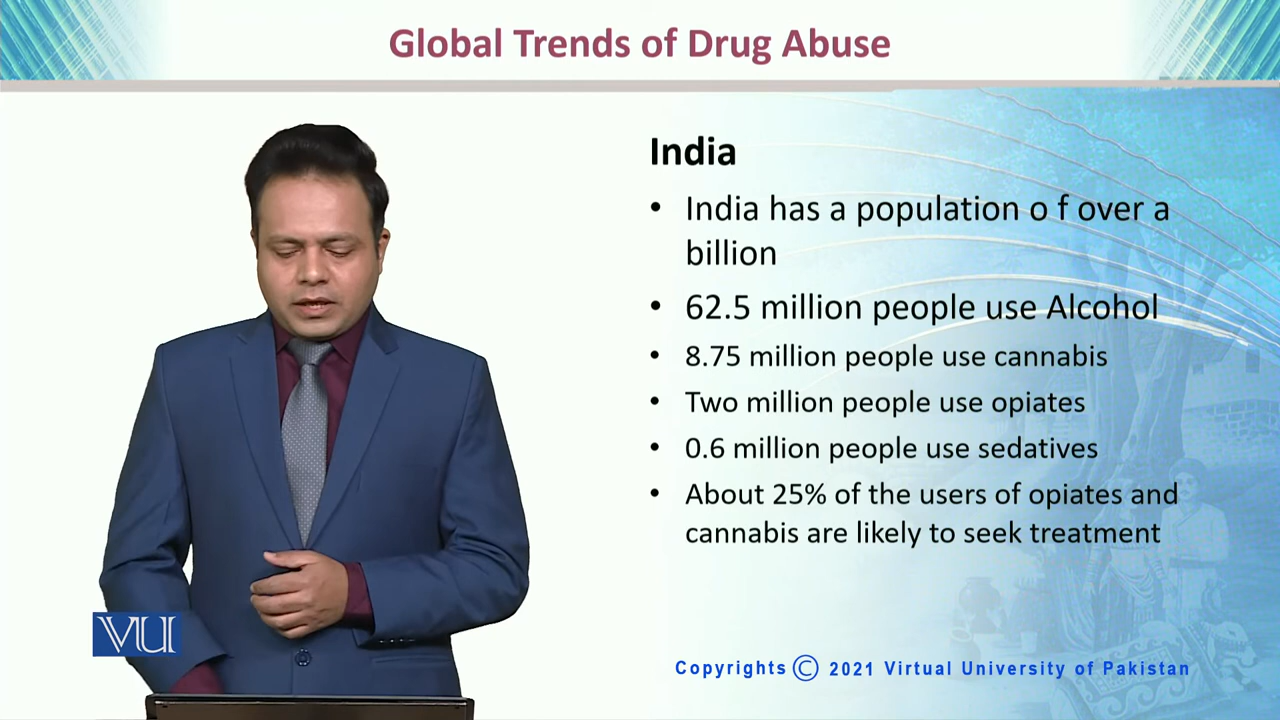 Global Trends of Drug Abuse
India
• India has a population o f over a
billion
• 62.5 million people use Alcohol
• 8.75 million people use cannabis
• Two million people use opiates
• 0.6 million people use sedatives
• About 25% of the users of opiates and
cannabis are likely to seek treatment
VU
Copyrights © 2021 Virtual University of Pakistan